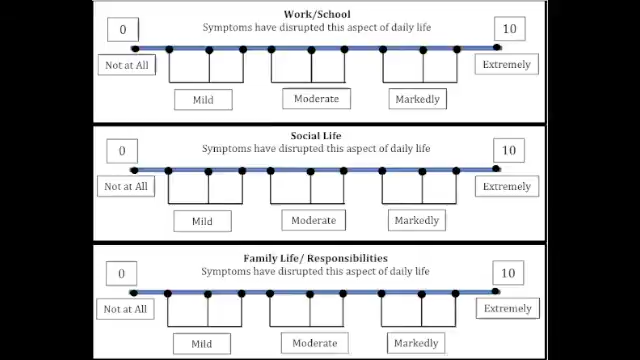 Work/School
Symptoms have disrupted this aspect of daily life
0
10
Not at All
Extremely
Mild
Moderate
Markedly
Social Life
Symptoms have disrupted this aspect of daily life
0
10
Not at All
Extremely
Mild
Moderate
Markedly
Family Life/ Responsibilities
Symptoms have disrupted this aspect of daily life
0
10
Not at All
Extremely
Mild
Moderate
Markedly